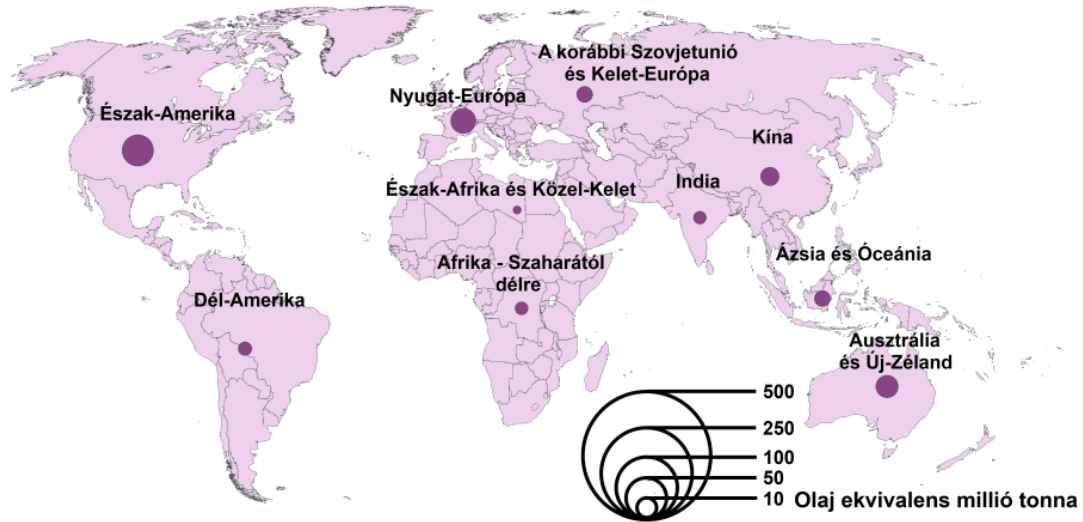 A korábbi Szovjetunió
és Kelet-Európa
Nyugat-Európa
Észak-Amerika
Kína
India
Észak-Afrika és Közel-Kelet
Ázsia és Óceánia
Afrika - Szaharától
délre
Dél-Amerika
Ausztrália
és Új-Zéland
500
250
100
50
10 Olaj ekvivalens millió tonna